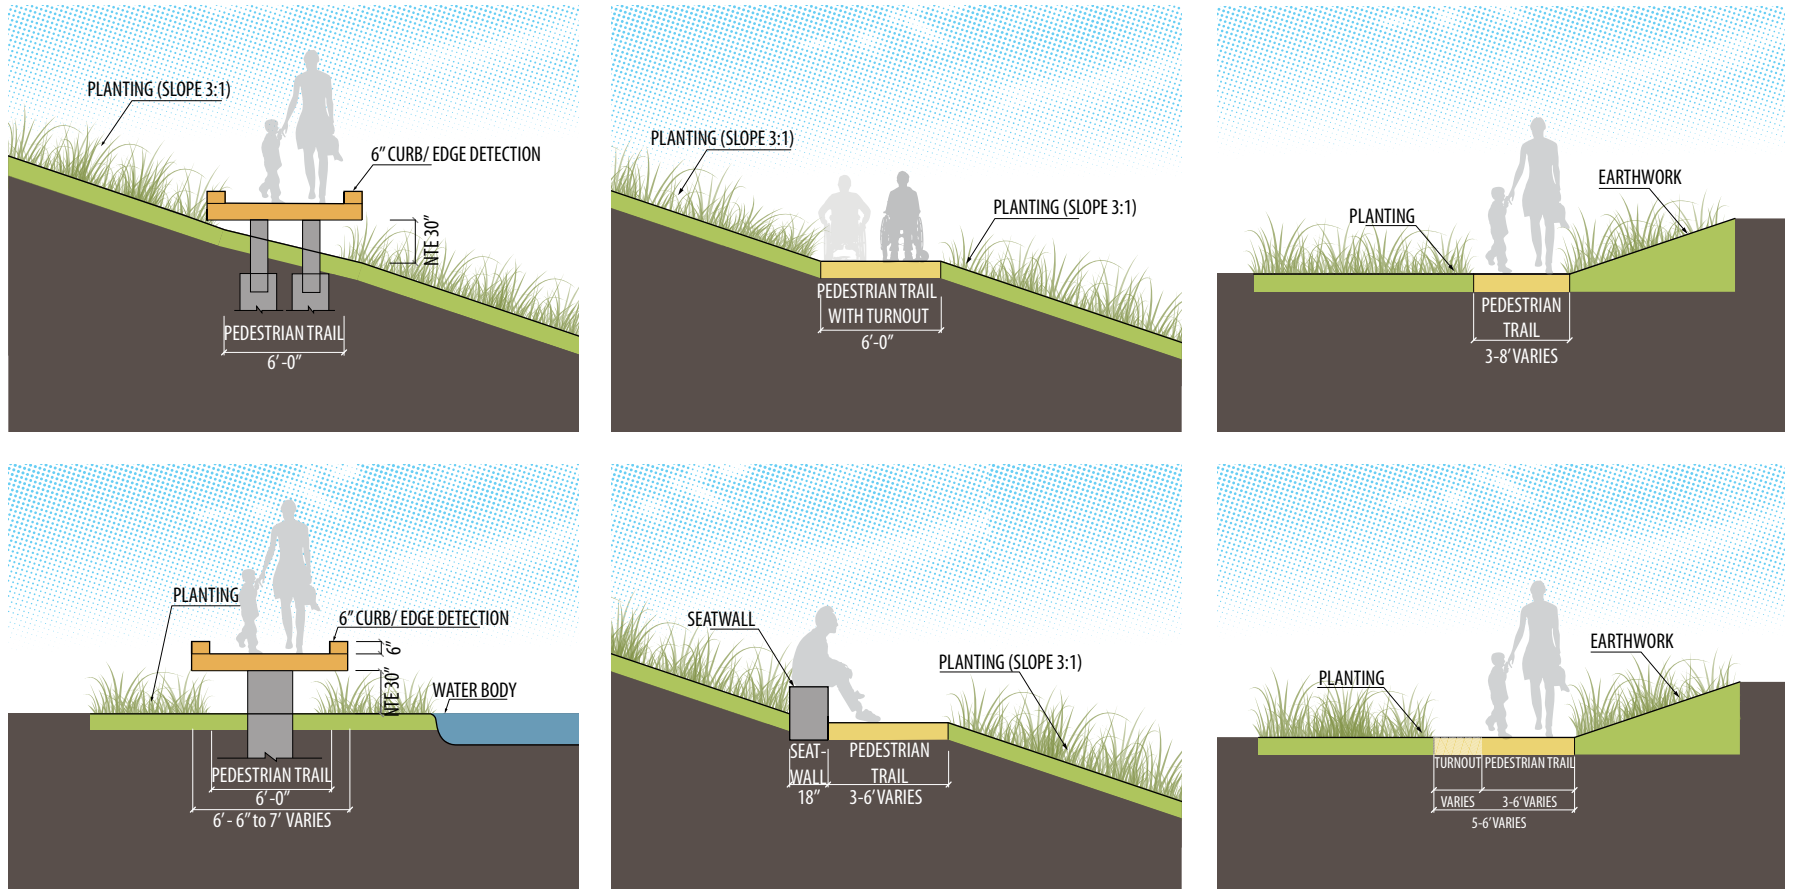 PLANTING (SLOPE 3:1)
6” CURB/ EDGE DETECTION
NTE 30”
PEDESTRIAN TRAIL
6’-0”
PLANTING (SLOPE 3:1)
PLANTING (SLOPE 3:1)
PEDESTRIAN TRAIL
WITH TURNOUT
6’-0”
EARTHWORK
PLANTING
PEDESTRIAN
TRAIL
3-8’ VARIES
PLANTING
6” CURB/ EDGE DETECTION
6”
NTE 30”
WATER BODY
PEDESTRIAN TRAIL
6’-0”
6’ - 6” to 7’ VARIES
SEATWALL
PLANTING (SLOPE 3:1)
SEAT-
WALL
18”
PEDESTRIAN
TRAIL
3-6’ VARIES
EARTHWORK
PLANTING
TURNOUT
PEDESTRIAN TRAIL
VARIES
3-6’ VARIES
5-6’ VARIES